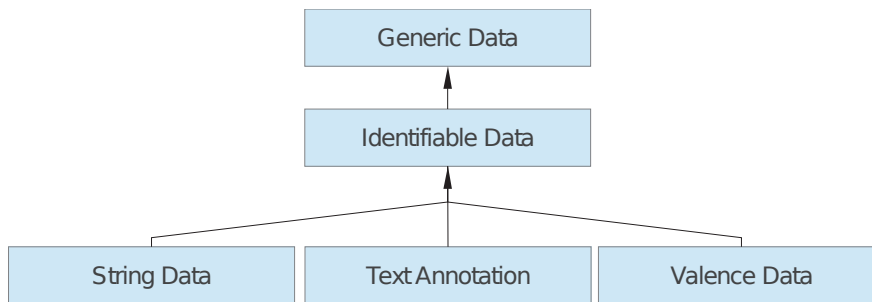 Generic Data
Identifiable Data
String Data
Text Annotation
Valence Data